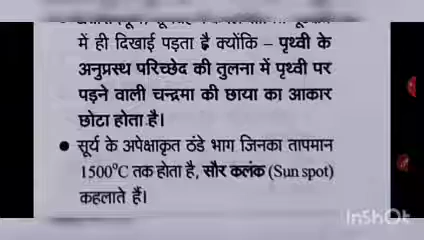 में ही दिखाई पड़ता है क्योंकि – पृथ्वी के
अनुप्रस्थ परिच्छेद की तुलना में पृथ्वी पर
पड़ने वाली चन्द्रमा की छाया का आकार
छोटा होता है।
● सूर्य के अपेक्षाकृत ठंडे भाग जिनका तापमान
1500°C तक होता है, सौर कलंक (Sun spot)
कहलाते हैं।
InShOt